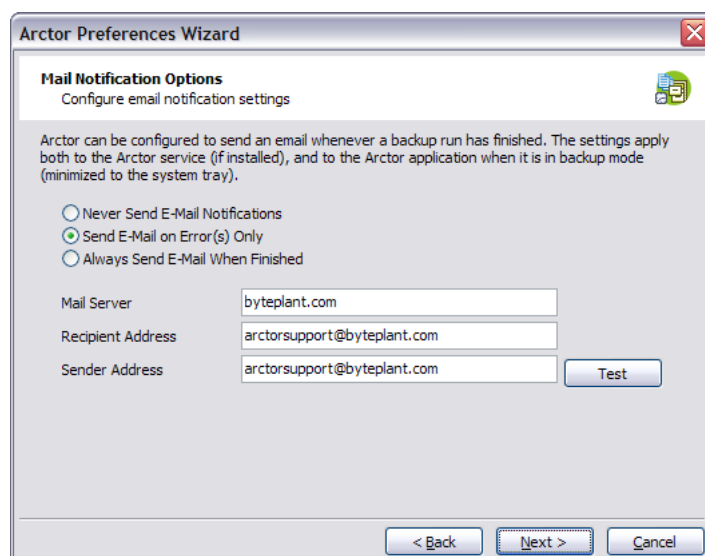 Arctor Preferences Wizard
Mail Notification Options
Configure email notification settings
Arctor can be configured to send an email whenever a backup run has finished. The settings apply
both to the Arctor service (if installed), and to the Arctor application when it is in backup mode
(minimized to the system tray).
Never Send E-Mail Notifications
Send E-Mail on Error(s) Only
Always Send E-Mail When Finished
Mail Server byteplant.com
Recipient Address arctorsupport@byteplant.com
Sender Address arctorsupport@byteplant.com Test
< Back Next > Cancel